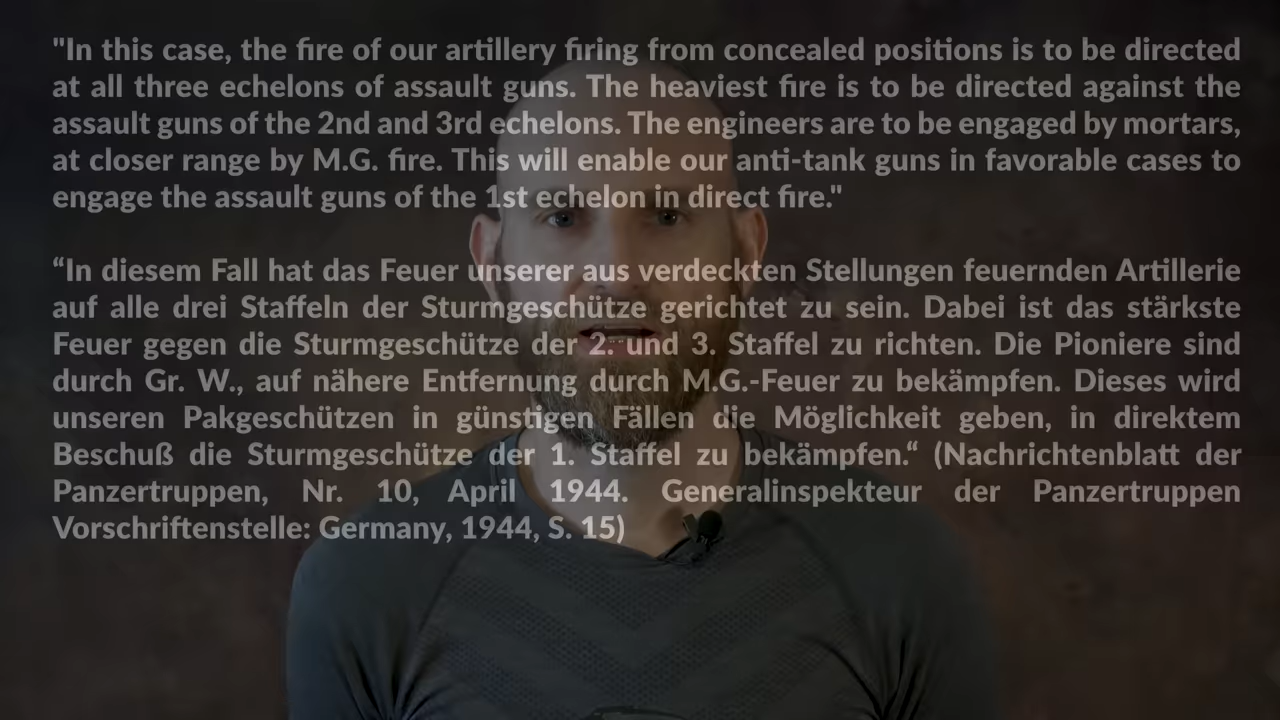 "In this case, the fire of our artillery firing from concealed positions is to be directed
at all three echelons of assault guns. The heaviest fire is to be directed against the
assault guns of the 2nd and 3rd echelons. The engineers are to be engaged by mortars,
at closer range by M.G. fire. This will enable our anti-tank guns in favorable cases to
engage the assault guns of the 1st echelon in direct fire."
“In diesem Fall hat das Feuer unserer aus verdeckten Stellungen feuernden Artillerie
auf alle drei Staffeln der Sturmgeschütze gerichtet zu sein. Dabei ist das stärkste
Feuer gegen die Sturmgeschütze der 2. und 3. Staffel zu richten. Die Pioniere sind
durch Gr. W., auf nähere Entfernung durch M.G.-Feuer zu bekämpfen. Dieses wird
unseren Pakgeschützen in günstigen Fällen die Möglichkeit geben, in direktem
Beschuß die Sturmgeschütze der 1. Staffel zu bekämpfen.“ (Nachrichtenblatt der
Panzertruppen, Nr. 10, April 1944. Generalinspekteur der Panzertruppen
Vorschriftenstelle: Germany, 1944, S. 15)